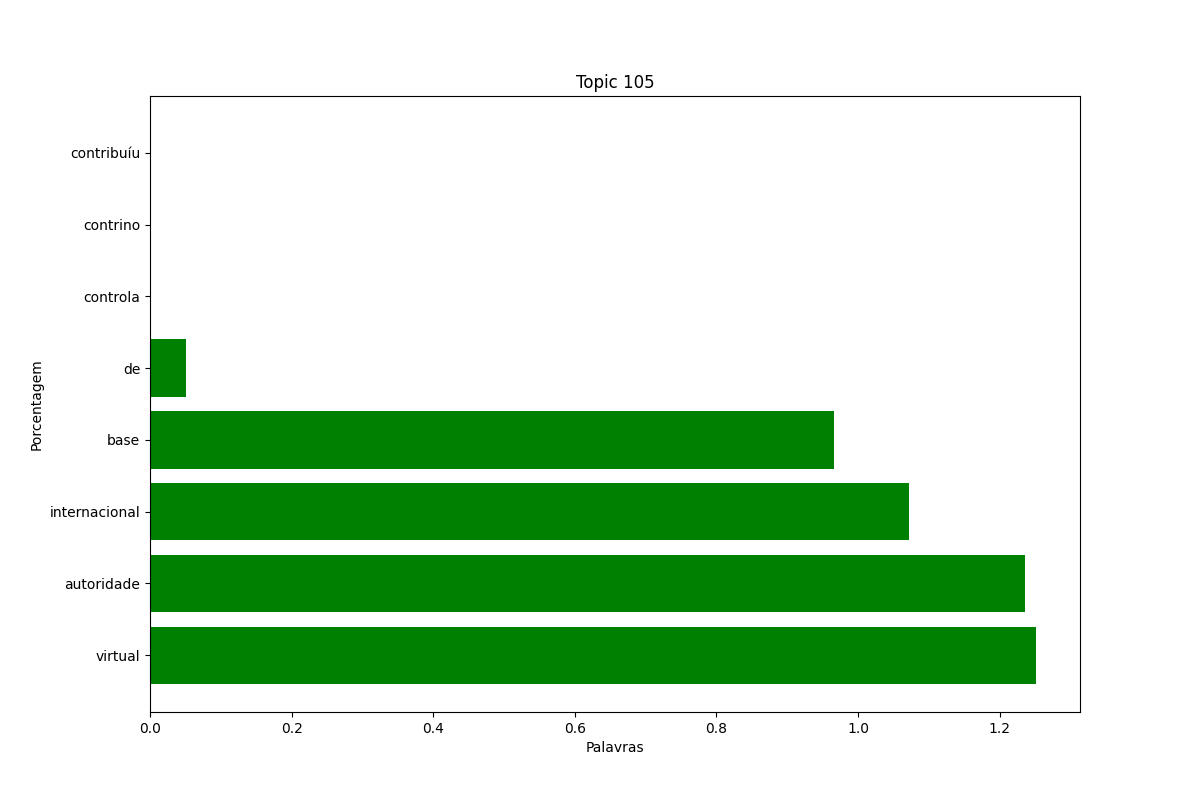 Topic 105
contribuíu
contrino
controla
de
base
internacional
autoridade
virtual
Porcentagem
0.0 0.2 0.4 0.6 0.8 1.0 1.2
Palavras